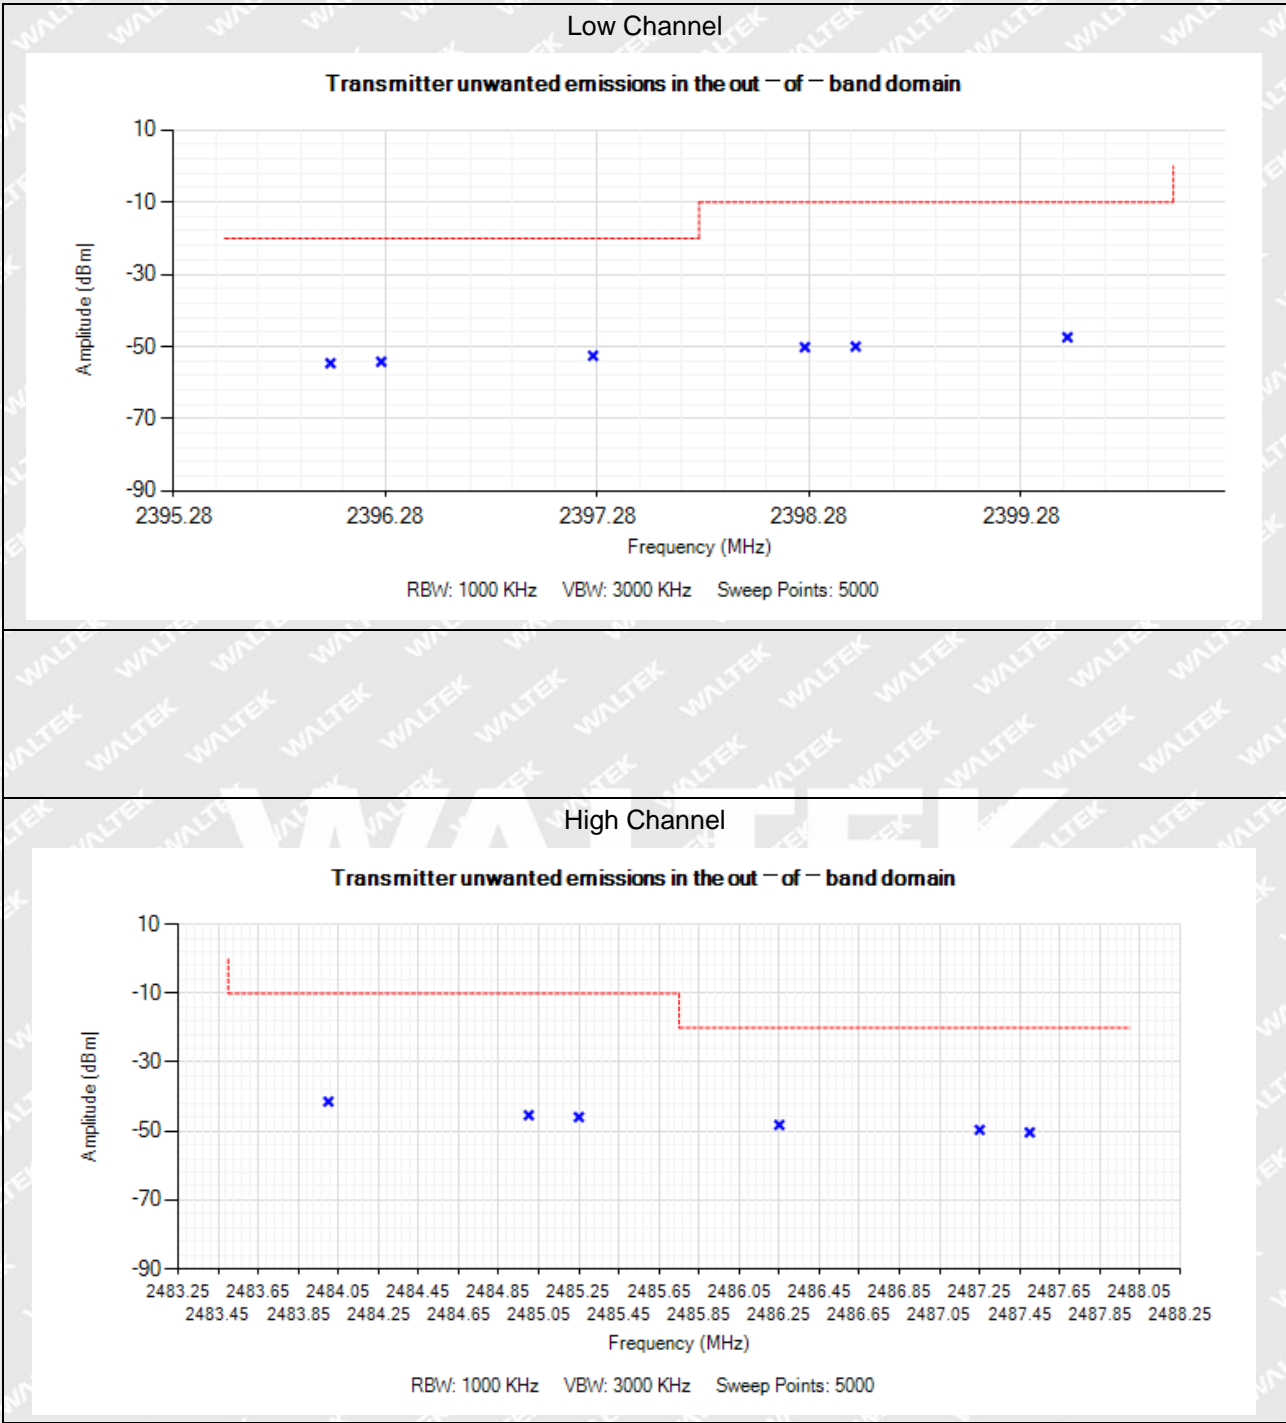 Low Channel
Transmitter unwanted emissions in the out－of－band domain
10
-10
-30
-50
-70
-90
Amplitude (dBm|
2395.28 2396.28 2397.28 2398.28 2399.28
Frequency (MHz)
RBW: 1000 KHz VBW: 3000 KHz Sweep Points: 5000
WALTEK
High Channel
Transmitter unwanted emissions in the out－of－band domain
10
-10
-30
-50
-70
-90
Amplitude (dBm|
2483.25 2483.65 2484.05 2484.45 2484.85 2485.25 2485.65 2486.05 2486.45 2486.85 2487.25 2487.65 2488.05
2483.45 2483.85 2484.25 2484.65 2485.05 2485.45 2485.85 2486.25 2486.65 2487.05 2487.45 2487.85 2488.25
Frequency (MHz)
RBW: 1000 KHz VBW: 3000 KHz Sweep Points: 5000